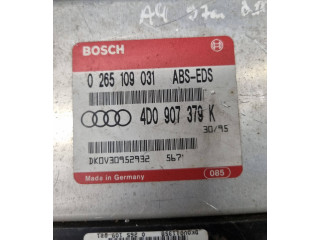 A4 97m
BOSCH
0 265 109 031 ABS-EDS
4D0 907 379 K
30/95
DKDV30952932 567
Made in Germany
085